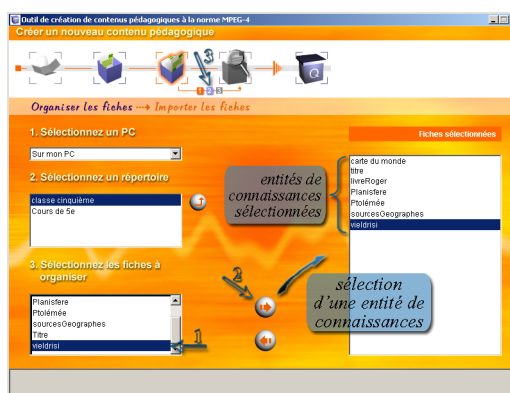 Outil de création de contenus pédagogiques à la norme MPEG-4
Créer un nouveau contenu pédagogique
3
Q
1 2 3
Organiser les fiches ---> Importer les fiches
1. Sélectionnez un PC
Sur mon PC
2. Sélectionnez un répertoire
classe cinquième
Cours de 5e
3. Sélectionnez les fiches à
organiser
Planisfere
Ptolémée
sourcesGeographes
Titre
vieldrisi
1
2
entités de
connaissances
sélectionnées
sélection
d'une entité de
connaissances
Fiches sélectionnées
carte du monde
titre
livreRoger
Planisfere
Ptolémée
sourcesGeographes
vieldrisi